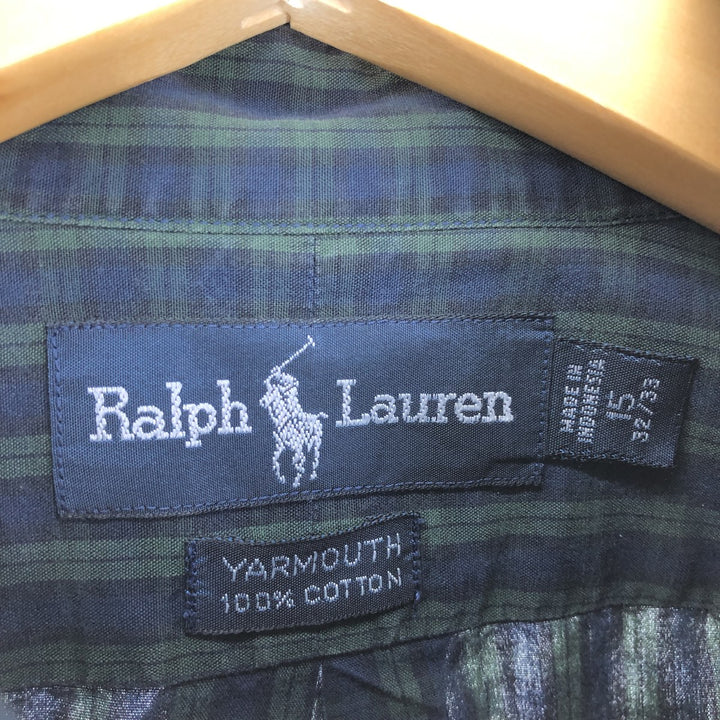 Ralph Lauren
MADE IN
INDONESIA
15
32/33
YARMOUTH
100% COTTON